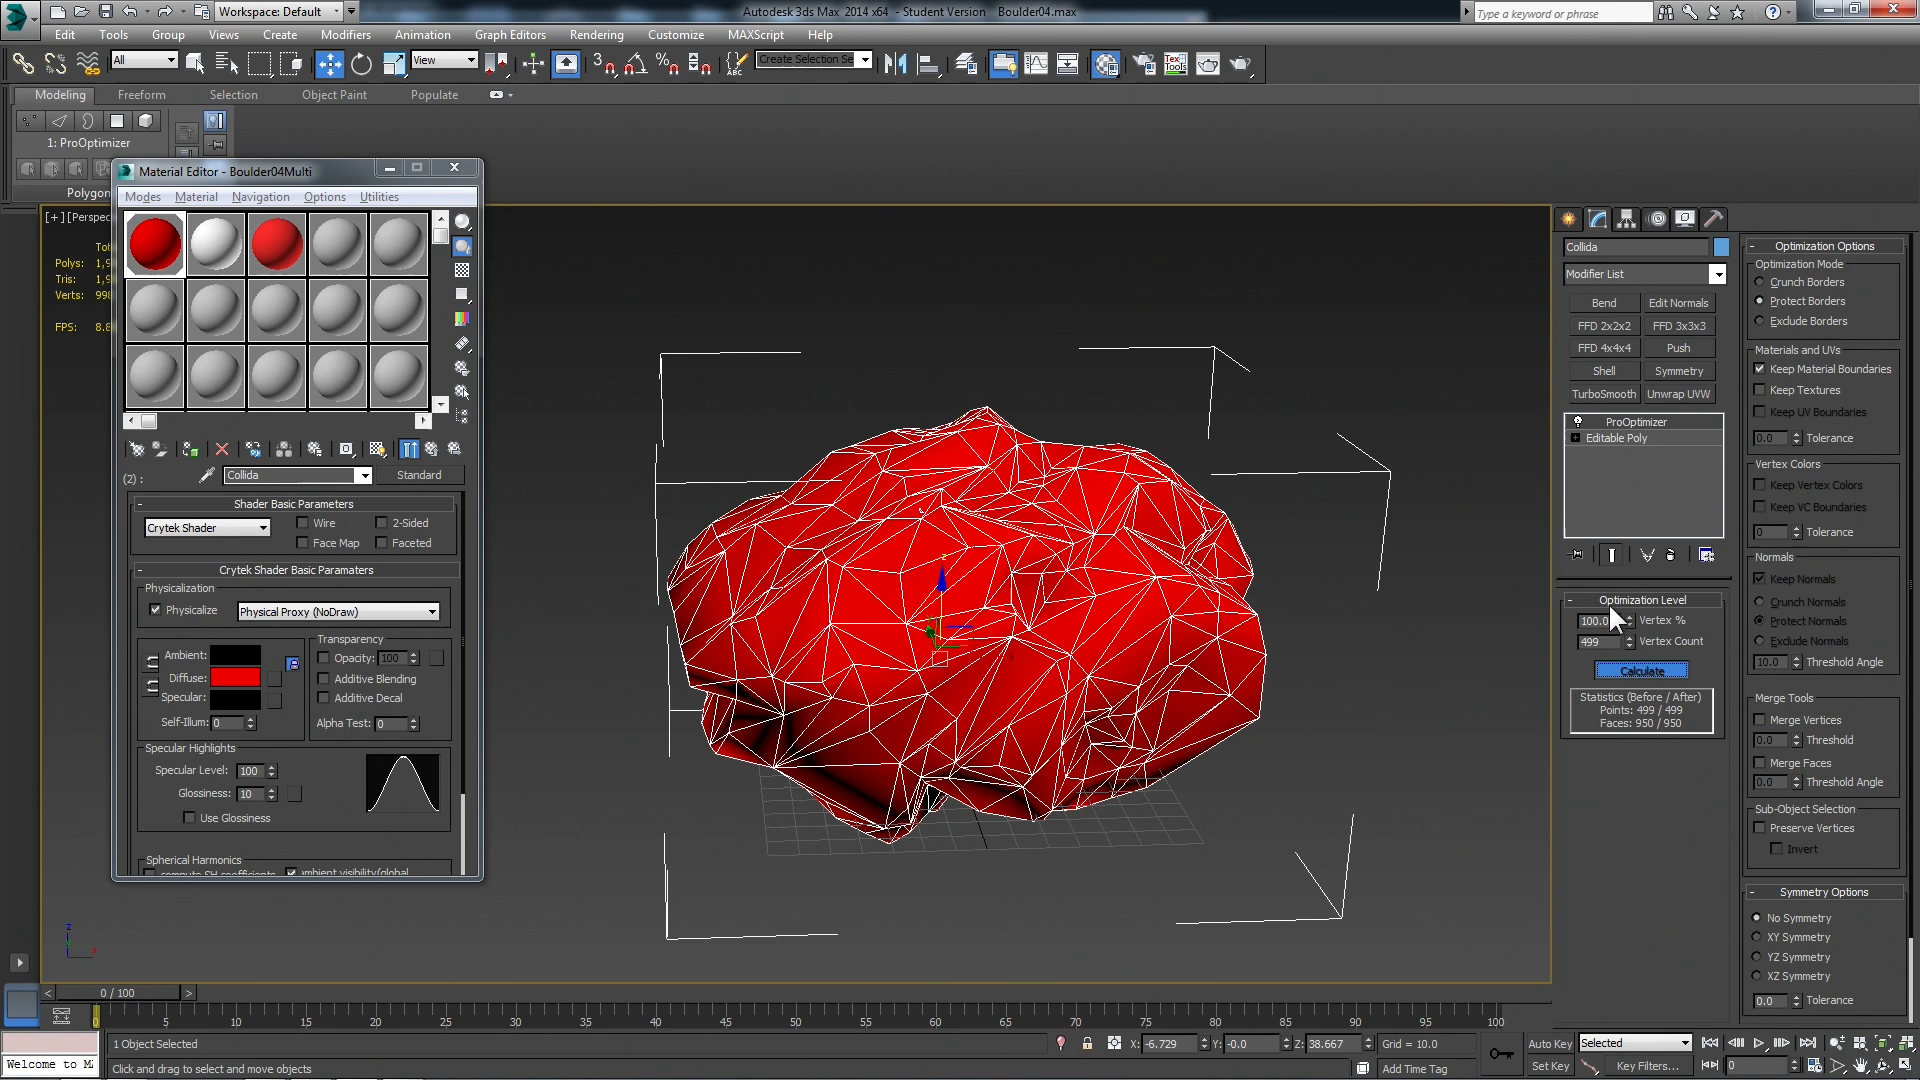 Workspace: Default
Autodesk 3ds Max 2014 x64 - Student Version Boulder04.max
Type a keyword or phrase
Edit Tools Group Views Create Modifiers Animation Graph Editors Rendering Customize MAXScript Help
All
View
Create Selection Se
Modeling Freeform Selection Object Paint Populate
1: ProOptimizer
Polygon
Material Editor - Boulder04Multi
Modes Material Navigation Options Utilities
[+][Perspec
Polys: 1,9
Tris: 1,9
Verts: 998
FPS: 8.8
(2) : Collida Standard
- Shader Basic Parameters
Crytek Shader
Wire 2-Sided
Face Map Faceted
- Crytek Shader Basic Paramaters
Physicalization
Physicalize Physical Proxy (NoDraw)
Transparency
Ambient:
Diffuse:
Specular:
Self-Illum: 0
Opacity: 100
Additive Blending
Additive Decal
Alpha Test: 0
Specular Highlights
Specular Level: 100
Glossiness: 10
Use Glossiness
Spherical Harmonics
Collida
Modifier List
Bend Edit Normals
FFD 2x2x2 FFD 3x3x3
FFD 4x4x4 Push
Shell Symmetry
TurboSmooth Unwrap UVW
ProOptimizer
Editable Poly
- Optimization Level
100.0 Vertex %
499 Vertex Count
Calculate
Statistics (Before / After)
Points: 499 / 499
Faces: 950 / 950
- Optimization Options
Optimization Mode
Crunch Borders
Protect Borders
Exclude Borders
Materials and UVs
Keep Material Boundaries
Keep Textures
Keep UV Boundaries
0.0 Tolerance
Vertex Colors
Keep Vertex Colors
Keep VC Boundaries
0 Tolerance
Normals
Keep Normals
Crunch Normals
Protect Normals
Exclude Normals
10.0 Threshold Angle
Merge Tools
Merge Vertices
0.0 Threshold
Merge Faces
0.0 Threshold Angle
Sub-Object Selection
Preserve Vertices
Invert
- Symmetry Options
No Symmetry
XY Symmetry
YZ Symmetry
XZ Symmetry
0.0 Tolerance
z
x
< 0 / 100 >
0 5 10 15 20 25 30 35 40 45 50 55 60 65 70 75 80 85 90 95 100
1 Object Selected
X: -6.729 Y: -0.0 Z: 38.667 Grid = 10.0
Auto Key Selected
Welcome to M
Click and drag to select and move objects
Add Time Tag
Set Key Key Filters... 0